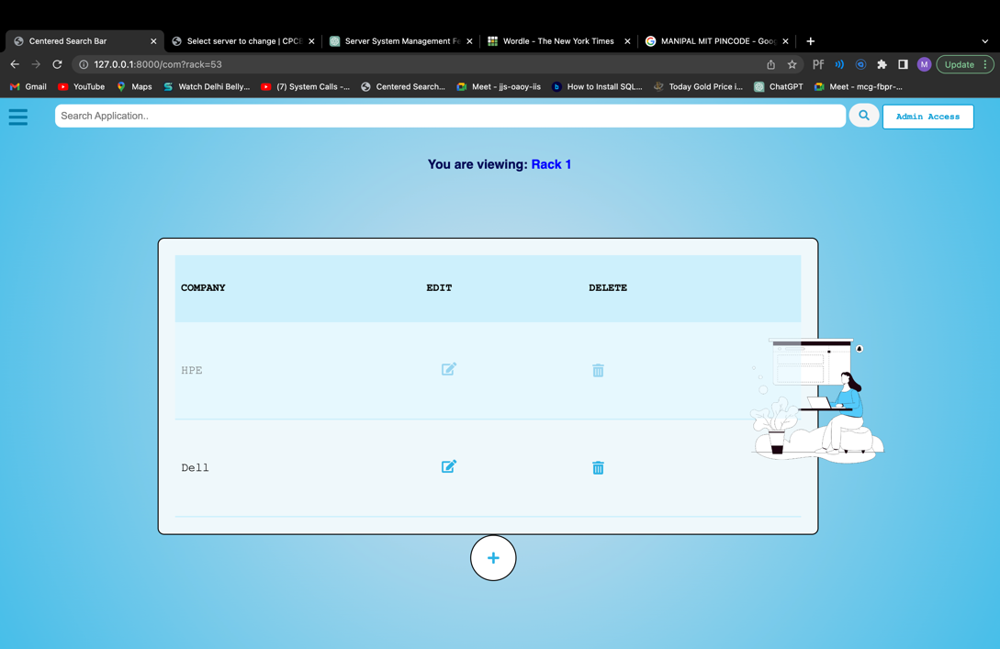 Centered Search Bar
Select server to change | CPCE
Server System Management Fe
Wordle - The New York Times
MANIPAL MIT PINCODE - Goog
127.0.0.1:8000/com?rack=53
M
Update
Gmail
YouTube
Maps
Watch Delhi Belly...
(7) System Calls -...
Centered Search...
Meet - jjs-oaoy-iis
How to Install SQL...
Today Gold Price i...
ChatGPT
Meet - mcg-fbpr-...
Search Application..
Admin Access
You are viewing: Rack 1
COMPANY EDIT DELETE
HPE
Dell